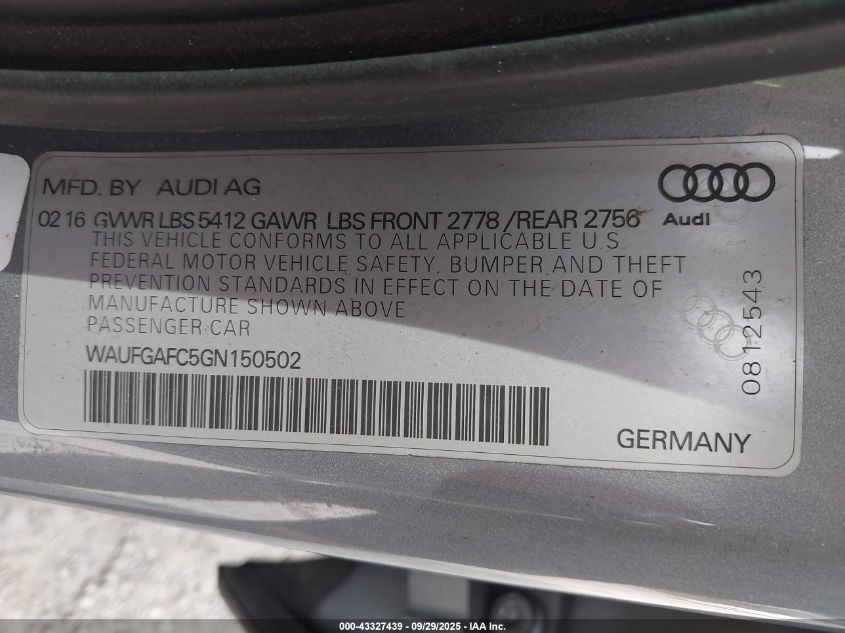 MFD. BY AUDI AG
02 16 GVWR LBS 5412 GAWR LBS FRONT 2778 /REAR 2756
Audi
THIS VEHICLE CONFORMS TO ALL APPLICABLE U.S.
FEDERAL MOTOR VEHICLE SAFETY, BUMPER AND THEFT
PREVENTION STANDARDS IN EFFECT ON THE DATE OF
MANUFACTURE SHOWN ABOVE
PASSENGER CAR
WAUFGAFC5GN150502
0812543
GERMANY
000-43327439 - 09/29/2025 - IAA Inc.